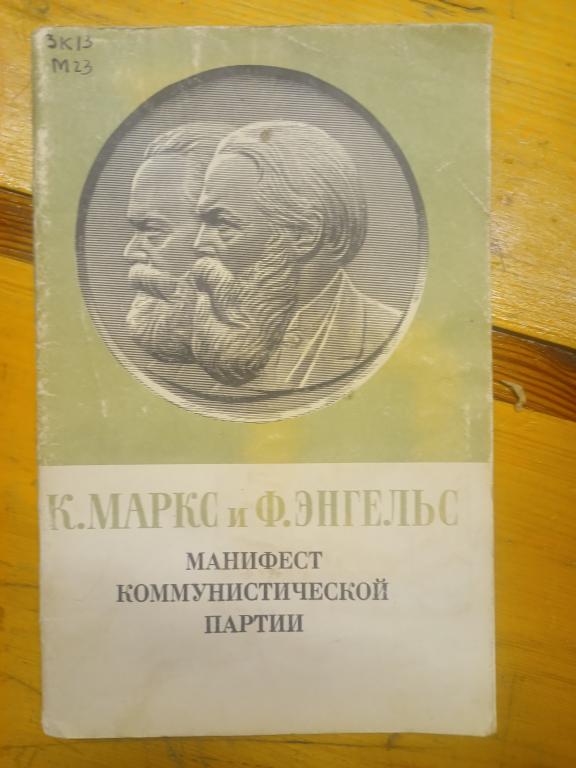 3К13
М23
К.МАРКС и Ф.ЭНГЕЛЬС
МАНИФЕСТ
КОММУНИСТИЧЕСКОЙ
ПАРТИИ